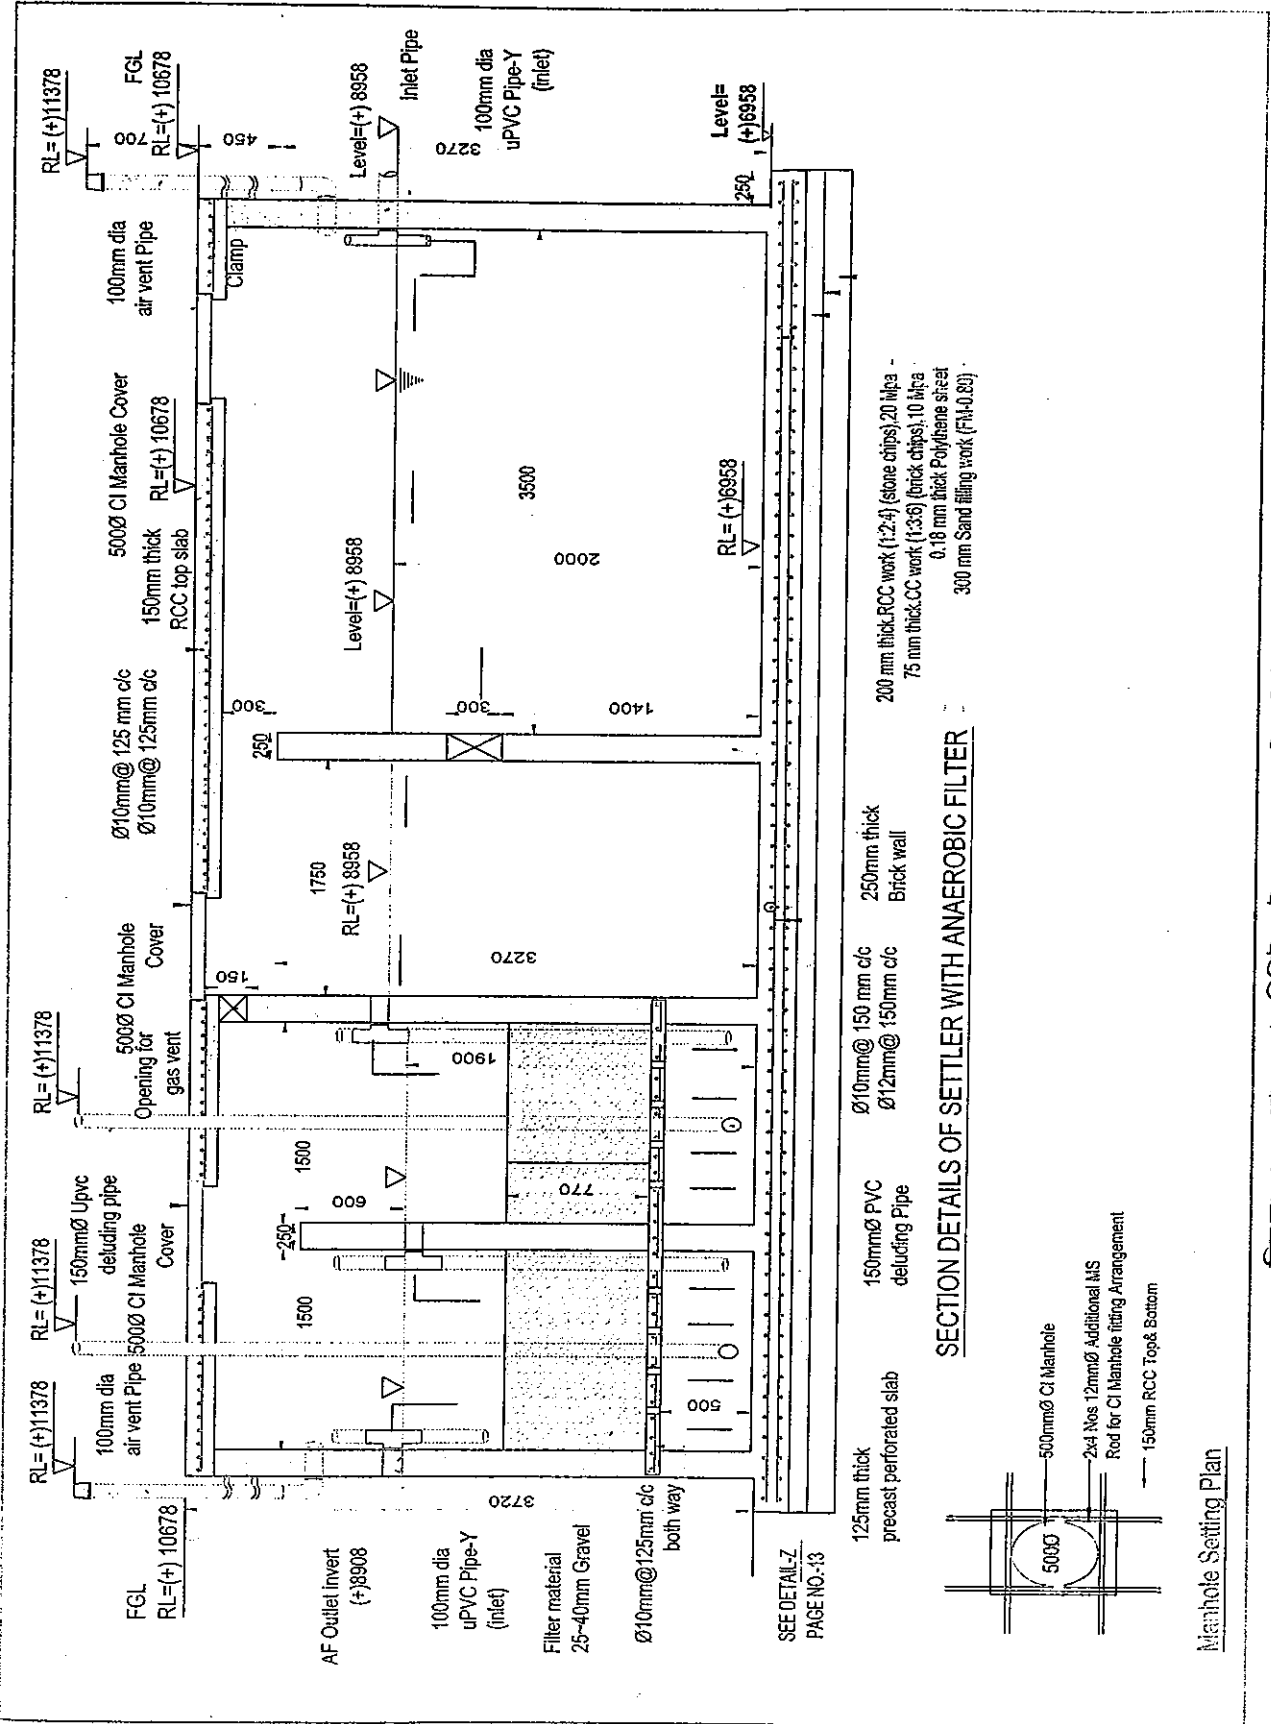 RL= (+)11378
FGL
RL=(+) 10678
100mm dia
air vent Pipe
RL= (+)11378
150mmØ Upvc
deluding pipe
500Ø CI Manhole
Cover
RL= (+)11378
500Ø CI Manhole
Cover
Opening for
gas vent
Ø10mm@ 125 mm c/c
Ø10mm@ 125mm c/c
150mm thick
RCC top slab
500Ø CI Manhole Cover
RL=(+) 10678
100mm dia
air vent Pipe
Clamp
RL= (+)11378
FGL
RL=(+) 10678
700
450
150
300
250
250
600
1500
1500
1750
RL=(+) 8958
Level=(+) 8958
Level=(+) 8958
Inlet Pipe
100mm dia
uPVC Pipe-Y
(inlet)
3270
AF Outlet invert
(+)8908
100mm dia
uPVC Pipe-Y
(inlet)
3720
1900
3270
300
3500
2000
1400
770
500
Filter material
25~40mm Gravel
Ø10mm@125mm c/c
both way
RL= (+)6958
250
Level=
(+)6958
SEE DETAIL-Z
PAGE NO.-13
125mm thick
precast perforated slab
150mmØ PVC
deluding Pipe
Ø10mm@ 150 mm c/c
Ø12mm@ 150mm c/c
250mm thick
Brick wall
200 mm thick.RCC work (1:2:4) (stone chips),20 Mpa
75 mm thick.CC work (1:3:6) (brick chips),10 Mpa
0.18 mm thick Polythene sheet
300 mm Sand filling work (FM-0.80)
SECTION DETAILS OF SETTLER WITH ANAEROBIC FILTER
500Ø
500mmØ CI Manhole
2x4 Nos 12mmØ Additional MS
Rod for CI Manhole fitting Arrangement
150mm RCC Top& Bottom
Manhole Setting Plan